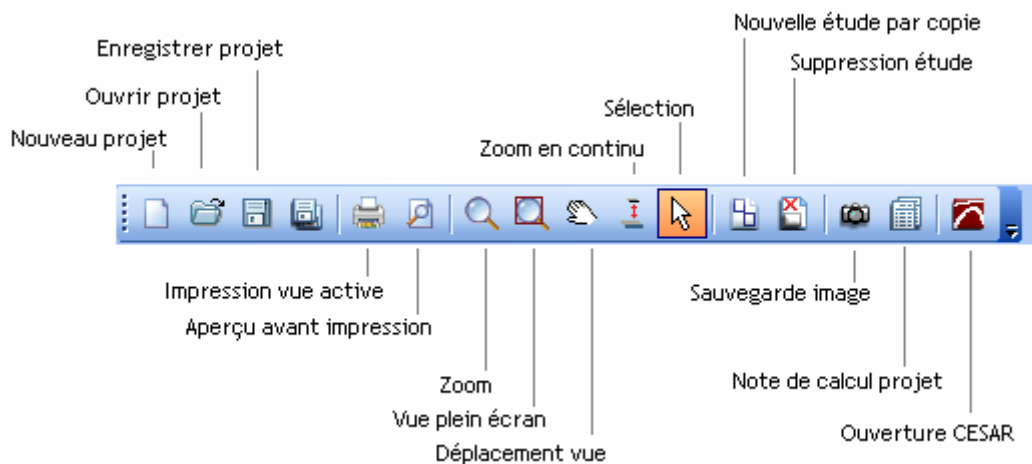 Nouvelle étude par copie
Enregistrer projet
Suppression étude
Ouvrir projet
Sélection
Nouveau projet
Zoom en continu
Impression vue active
Sauvegarde image
Aperçu avant impression
Zoom
Note de calcul projet
Vue plein écran
Ouverture CESAR
Déplacement vue